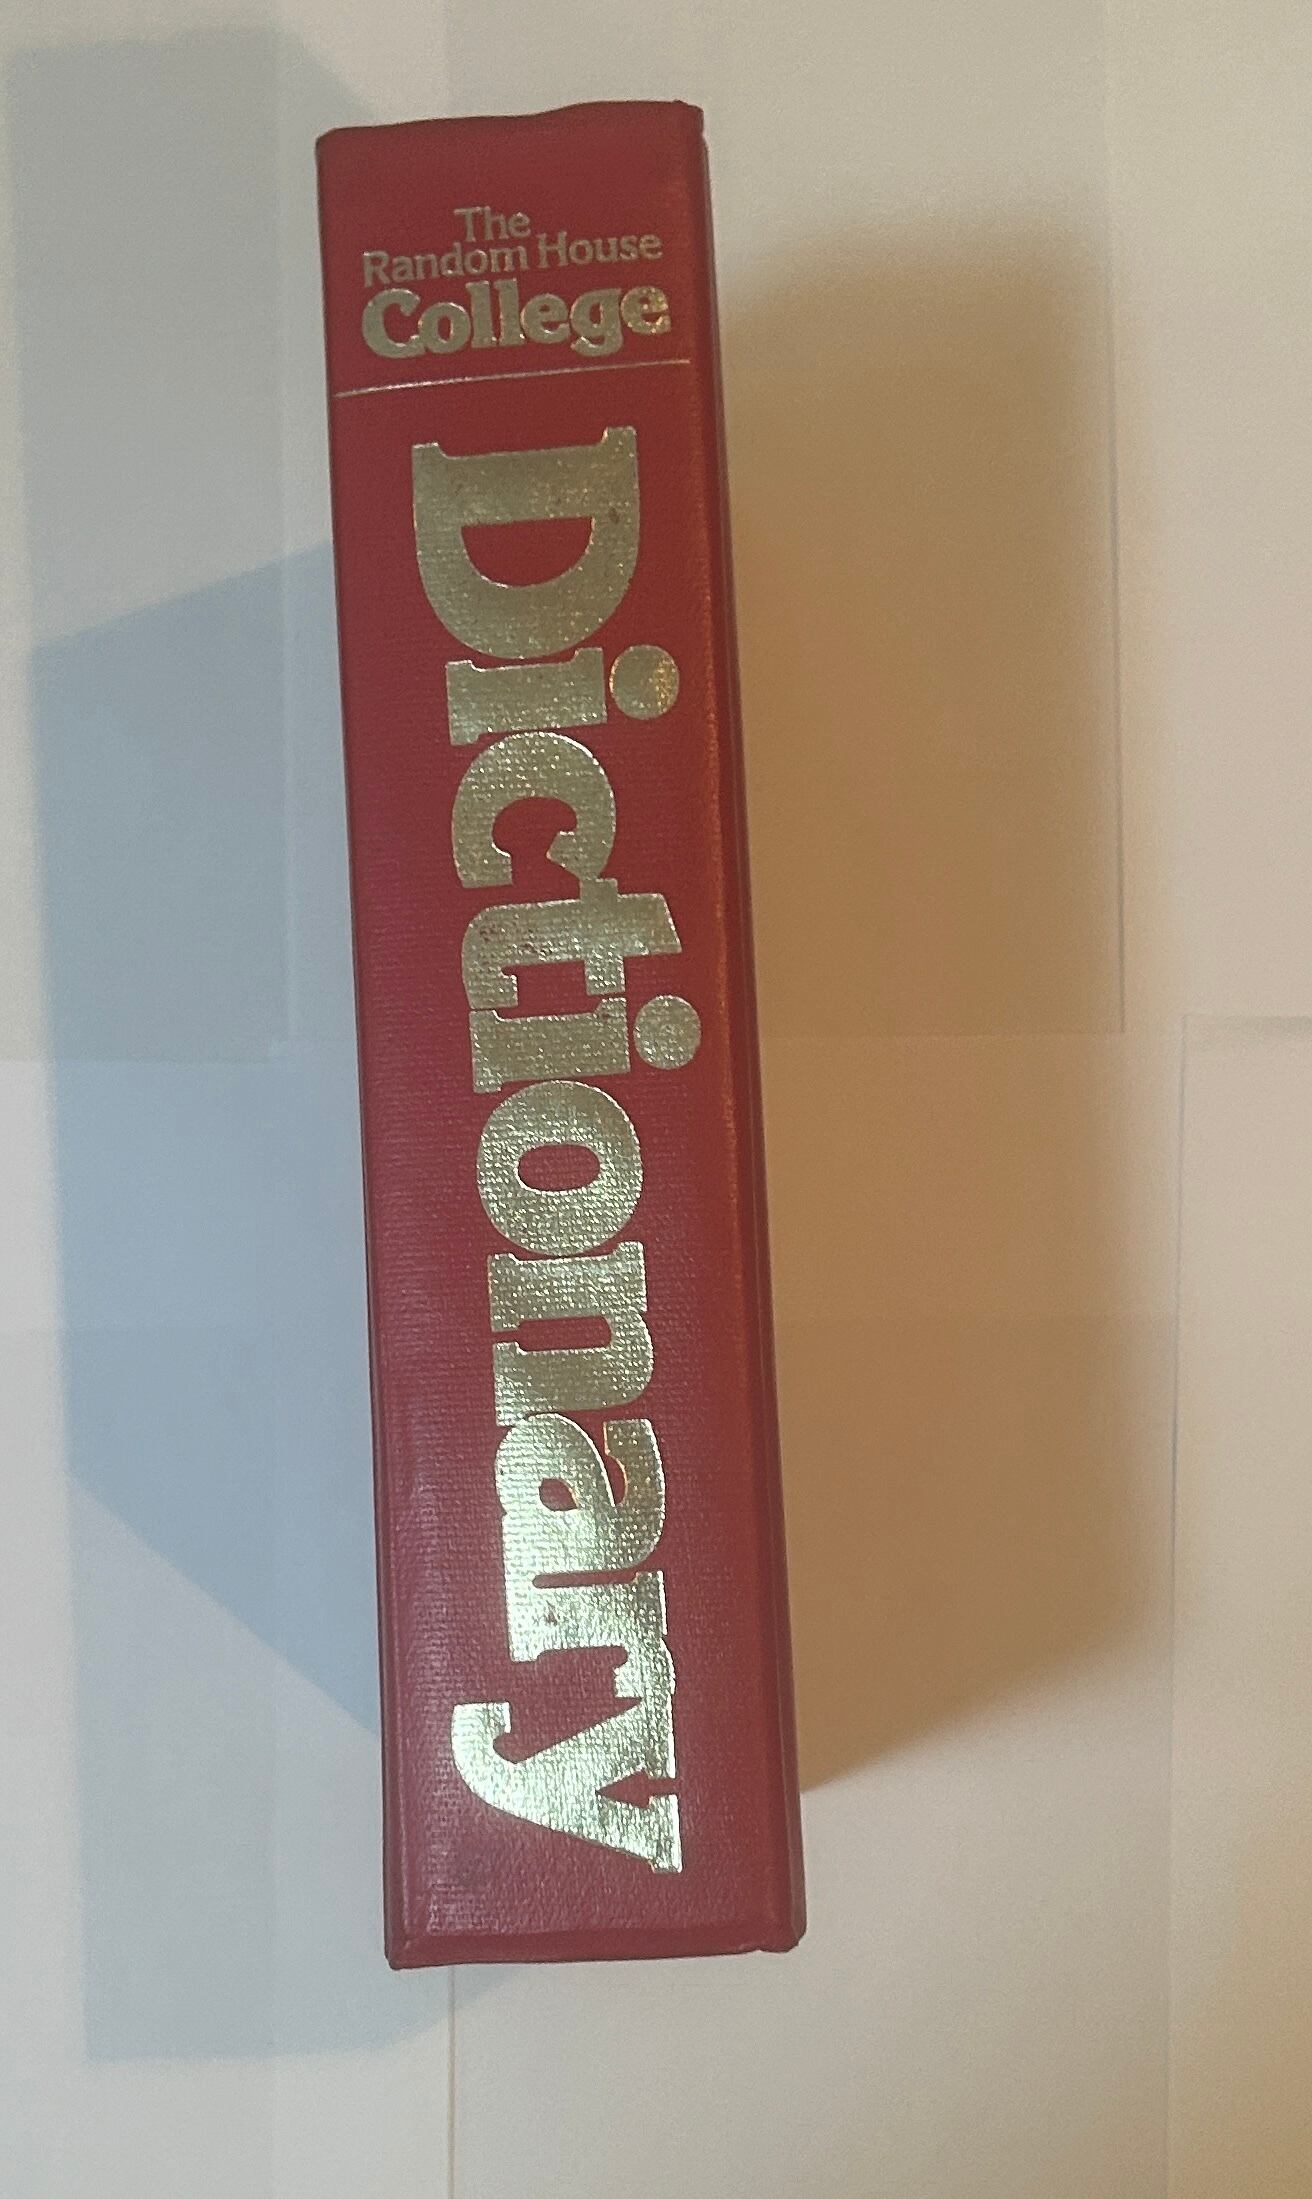 The
Random House
College
Dictionary